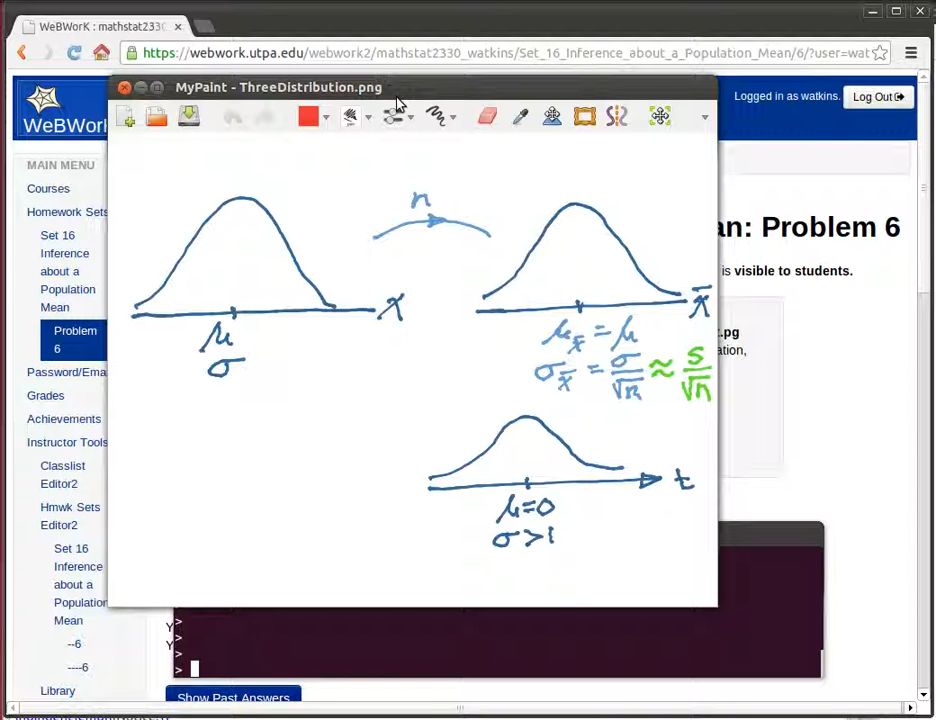 WeBWorK : mathstat2330
https://webwork.utpa.edu/webwork2/mathstat2330_watkins/Set_16_Inference_about_a_Population_Mean/6/?user=wat
WeBWorK
Logged in as watkins.
Log Out
MAIN MENU
Courses
Homework Sets
Set 16
Inference
about a
Population
Mean
Problem
6
Password/Ema
Grades
Achievements
Instructor Tools
Classlist
Editor2
Hmwk Sets
Editor2
Set 16
Inference
about a
Population
Mean
--6
----6
Library
MyPaint - ThreeDistribution.png
n
x
μ
σ
x̄
μx̄ = μ
σx̄ = σ/√n ≈ s/√n
t
μ=0
σ>1
an: Problem 6
is visible to students.
.pg
ation,
Y
Y
>
>
>
>
Show Past Answers